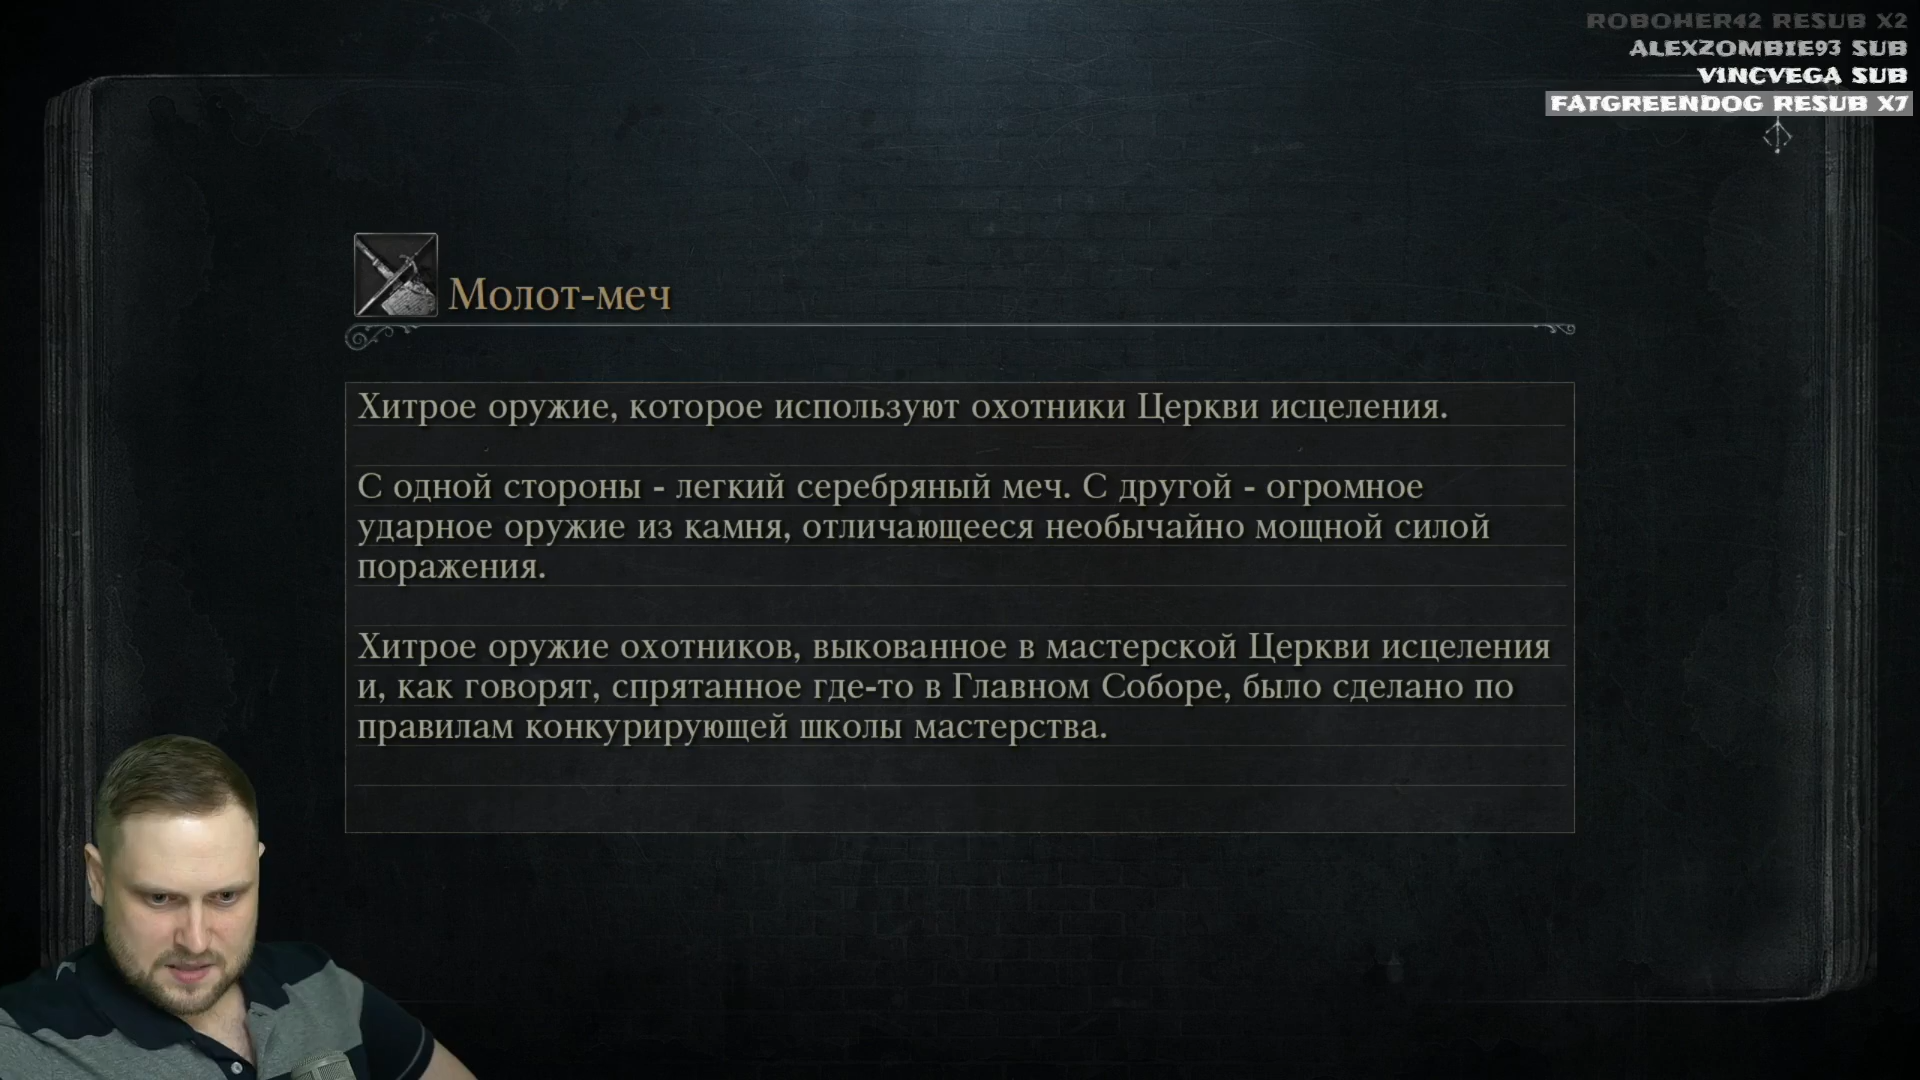 ROBOHER42 RESUB X2
ALEXZOMBIE93 SUB
VINCVEGA SUB
FATGREENDOG RESUB X7
Молот-меч
Хитрое оружие, которое используют охотники Церкви исцеления.
С одной стороны - легкий серебряный меч. С другой - огромное
ударное оружие из камня, отличающееся необычайно мощной силой
поражения.
Хитрое оружие охотников, выкованное в мастерской Церкви исцеления
и, как говорят, спрятанное где-то в Главном Соборе, было сделано по
правилам конкурирующей школы мастерства.